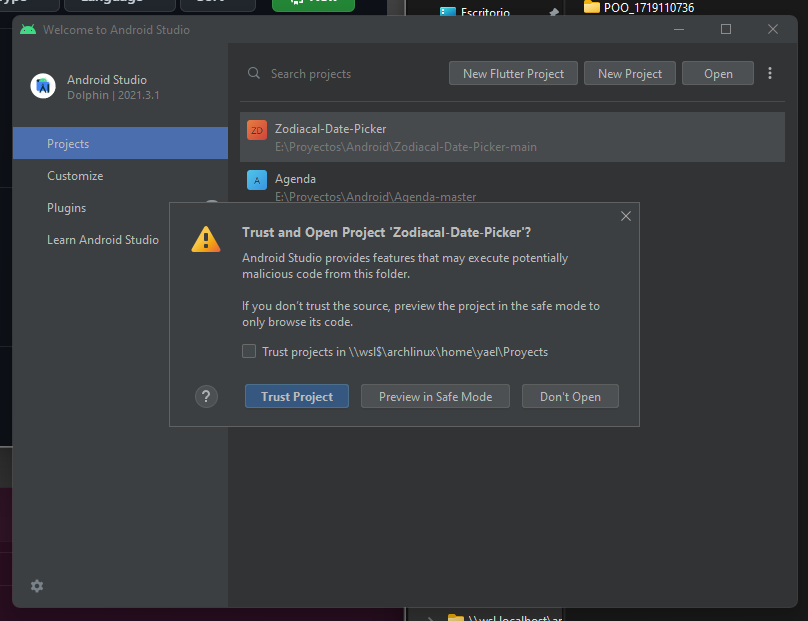 Language
Sort
New
Escritorio
POO_1719110736
Welcome to Android Studio
Android Studio
Dolphin | 2021.3.1
Search projects
New Flutter Project
New Project
Open
Projects
Customize
Plugins
Learn Android Studio
ZD
Zodiacal-Date-Picker
E:\Proyectos\Android\Zodiacal-Date-Picker-main
A
Agenda
E:\Proyectos\Android\Agenda-master
Trust and Open Project 'Zodiacal-Date-Picker'?
Android Studio provides features that may execute potentially
malicious code from this folder.
If you don't trust the source, preview the project in the safe mode to
only browse its code.
Trust projects in \\wsl$\archlinux\home\yael\Proyects
?
Trust Project
Preview in Safe Mode
Don't Open